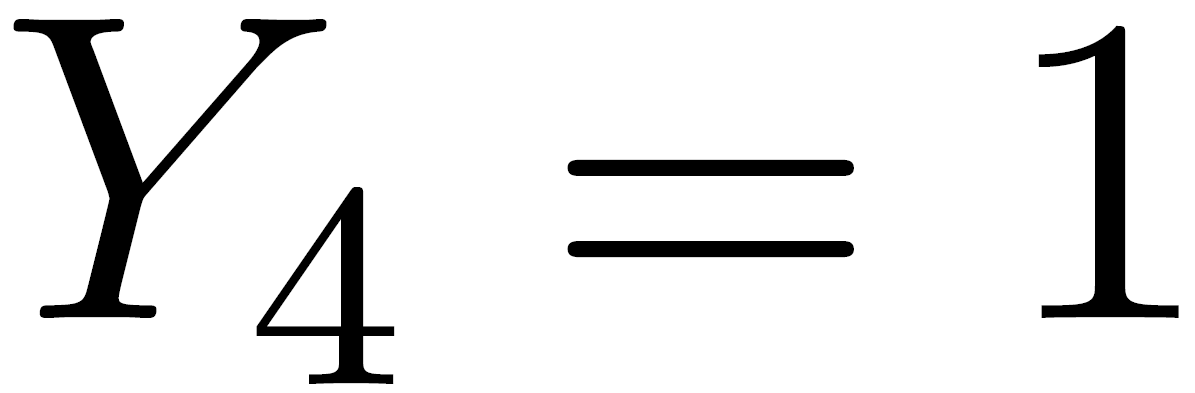 Y₄ = 1